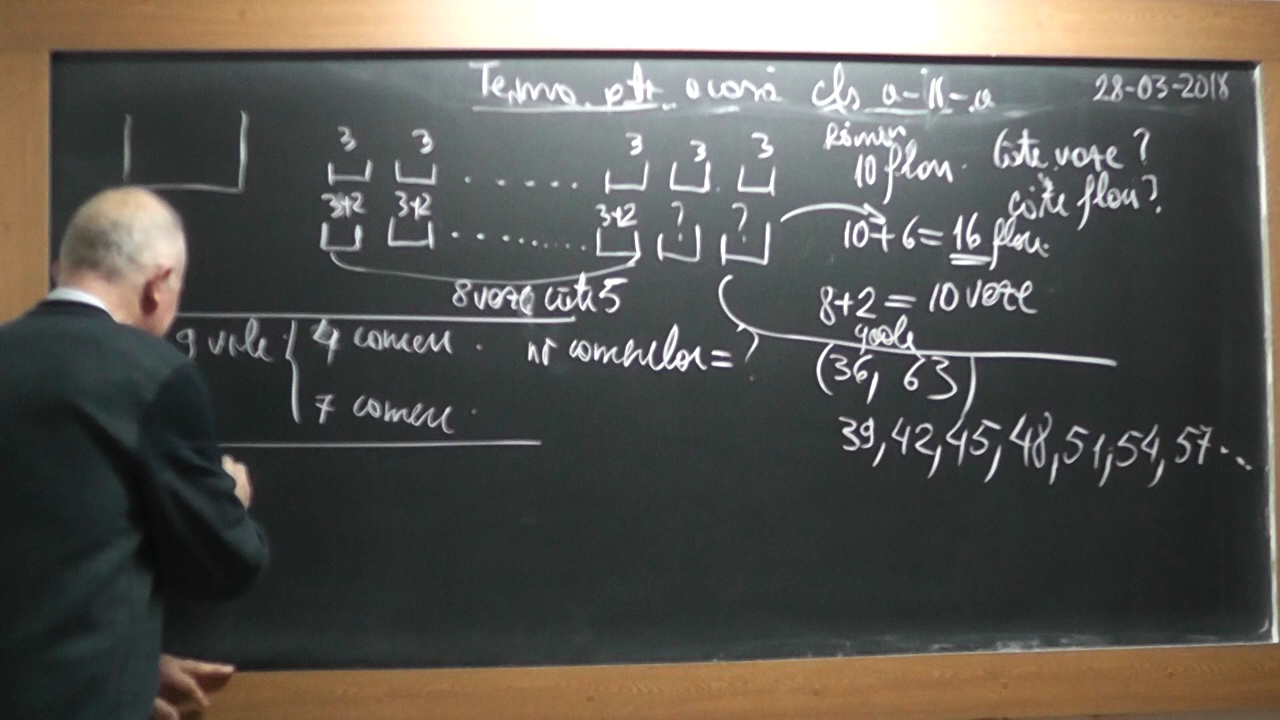 Tema ptr. acasă cls a-II-a 28-03-2018
3 3 ...... 3 3 3 Rămân 10 flori. Câte vaze?
câte flori?
3+2 3+2 ......... 3+2 ? ? 10+6=16 flori.
8 vaze câte 5 8+2=10 vaze
goale
9 vile { 4 camere. nr camerelor=? (36, 63)
7 camere.
39,42,45,48,51,54,57...